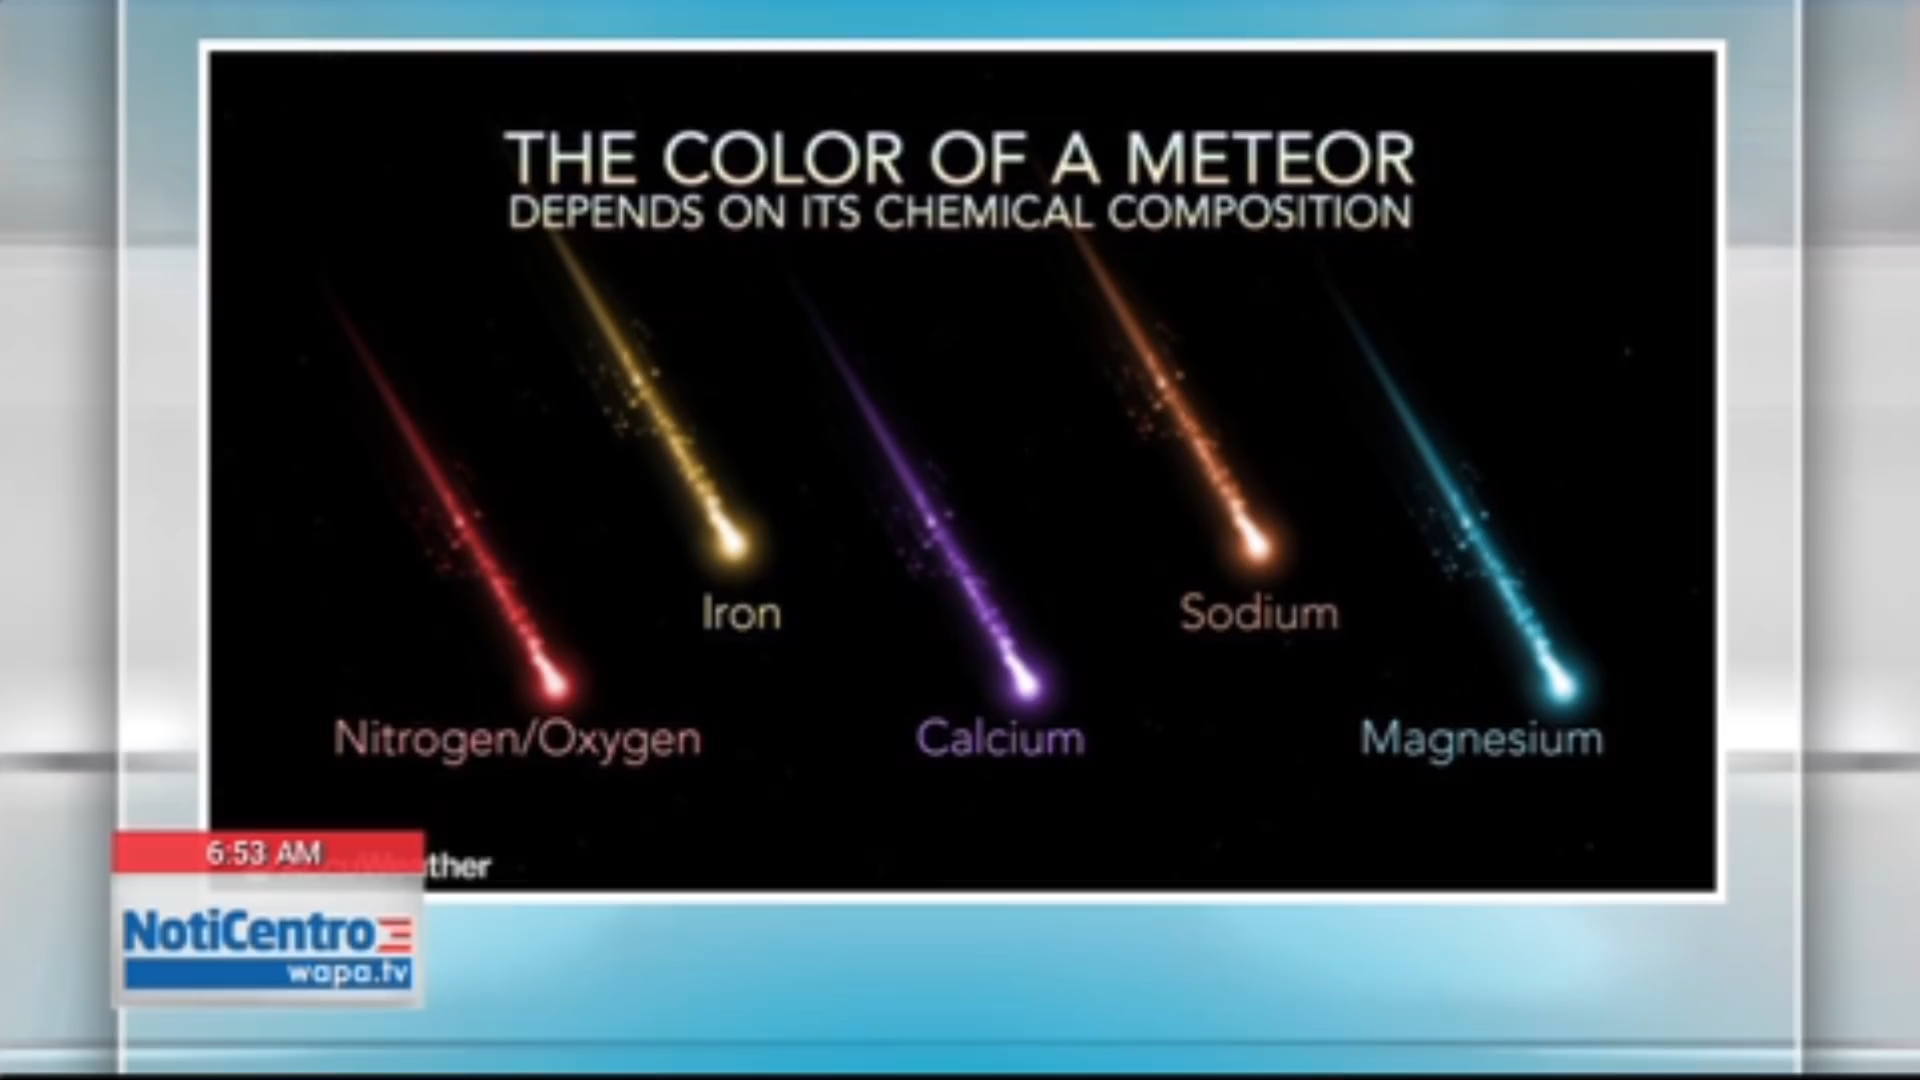 THE COLOR OF A METEOR
DEPENDS ON ITS CHEMICAL COMPOSITION
Iron
Sodium
Nitrogen/Oxygen
Calcium
Magnesium
6:53 AM
NotiCentro
wapa.tv